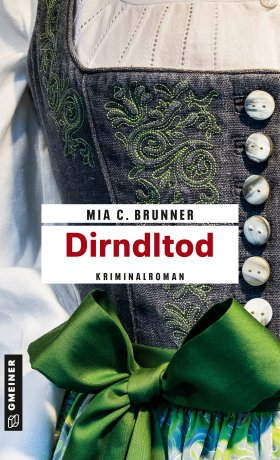 MIA C. BRUNNER
Dirndltod
KRIMINALROMAN
GMEINER